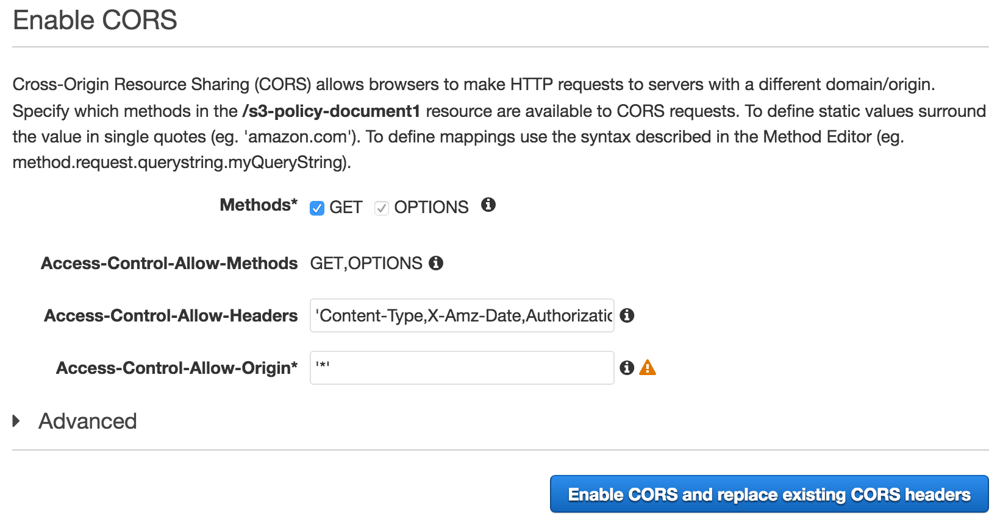 Enable CORS
Cross-Origin Resource Sharing (CORS) allows browsers to make HTTP requests to servers with a different domain/origin.
Specify which methods in the /s3-policy-document1 resource are available to CORS requests. To define static values surround
the value in single quotes (eg. 'amazon.com'). To define mappings use the syntax described in the Method Editor (eg.
method.request.querystring.myQueryString).
Methods* GET OPTIONS
Access-Control-Allow-Methods GET,OPTIONS
Access-Control-Allow-Headers 'Content-Type,X-Amz-Date,Authorizatic
Access-Control-Allow-Origin* '*'
Advanced
Enable CORS and replace existing CORS headers